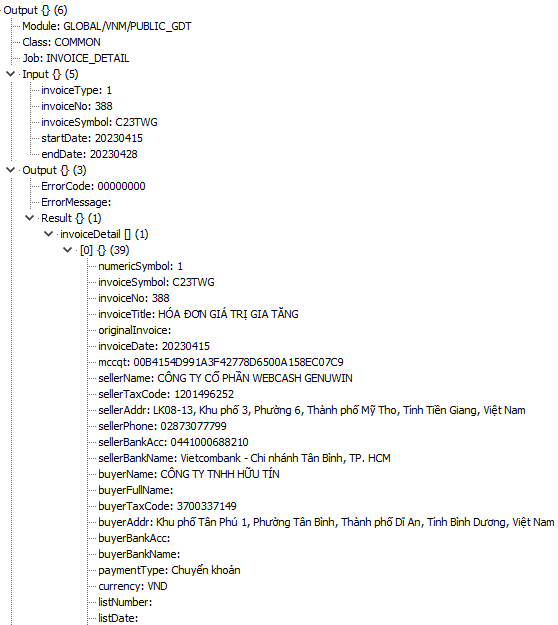 Output {} (6)
Module: GLOBAL/VNM/PUBLIC_GDT
Class: COMMON
Job: INVOICE_DETAIL
Input {} (5)
invoiceType: 1
invoiceNo: 388
invoiceSymbol: C23TWG
startDate: 20230415
endDate: 20230428
Output {} (3)
ErrorCode: 00000000
ErrorMessage:
Result {} (1)
invoiceDetail [] (1)
[0] {} (39)
numericSymbol: 1
invoiceSymbol: C23TWG
invoiceNo: 388
invoiceTitle: HÓA ĐƠN GIÁ TRỊ GIA TĂNG
originalInvoice:
invoiceDate: 20230415
mccqt: 00B4154D991A3F42778D6500A158EC07C9
sellerName: CÔNG TY CỔ PHẦN WEBCASH GENUWIN
sellerTaxCode: 1201496252
sellerAddr: LK08-13, Khu phố 3, Phường 6, Thành phố Mỹ Tho, Tỉnh Tiền Giang, Việt Nam
sellerPhone: 02873077799
sellerBankAcc: 0441000688210
sellerBankName: Vietcombank - Chi nhánh Tân Bình, TP. HCM
buyerName: CÔNG TY TNHH HỮU TÍN
buyerFullName:
buyerTaxCode: 3700337149
buyerAddr: Khu phố Tân Phú 1, Phường Tân Bình, Thành phố Dĩ An, Tỉnh Bình Dương, Việt Nam
buyerBankAcc:
buyerBankName:
paymentType: Chuyển khoản
currency: VND
listNumber:
listDate: